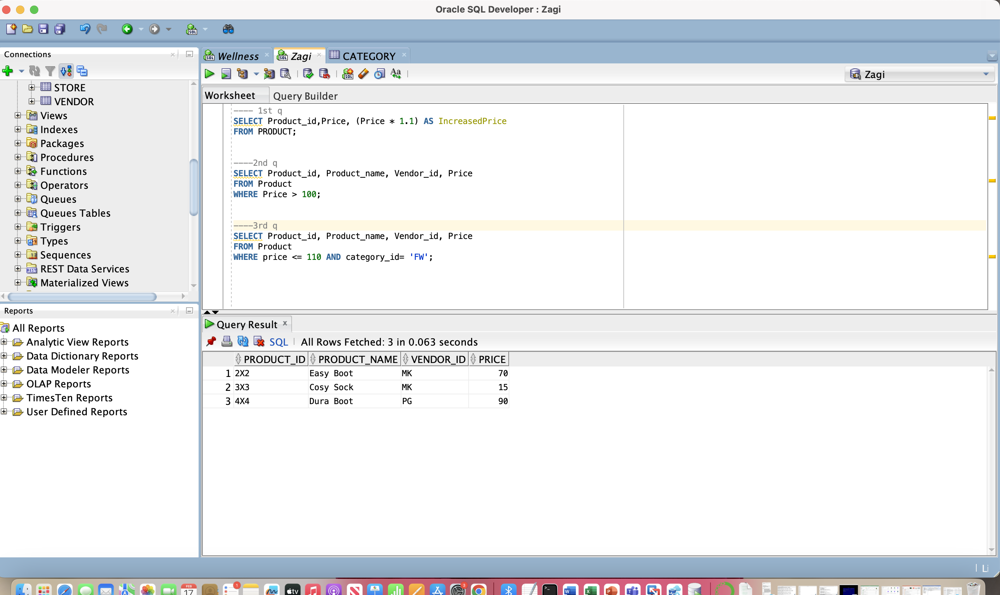 Oracle SQL Developer : Zagi
Connections
STORE
VENDOR
Views
Indexes
Packages
Procedures
Functions
Operators
Queues
Queues Tables
Triggers
Types
Sequences
REST Data Services
Materialized Views
Reports
All Reports
Analytic View Reports
Data Dictionary Reports
Data Modeler Reports
OLAP Reports
TimesTen Reports
User Defined Reports
Wellness
Zagi
CATEGORY
Zagi
Worksheet
Query Builder
---- 1st q
SELECT Product_id,Price, (Price * 1.1) AS IncreasedPrice
FROM PRODUCT;
----2nd q
SELECT Product_id, Product_name, Vendor_id, Price
FROM Product
WHERE Price > 100;
----3rd q
SELECT Product_id, Product_name, Vendor_id, Price
FROM Product
WHERE price <= 110 AND category_id= 'FW';
Query Result
SQL All Rows Fetched: 3 in 0.063 seconds
PRODUCT_ID PRODUCT_NAME VENDOR_ID PRICE
1 2X2 Easy Boot MK 70
2 3X3 Cosy Sock MK 15
3 4X4 Dura Boot PG 90
Li
FEB
17
1
tv
3